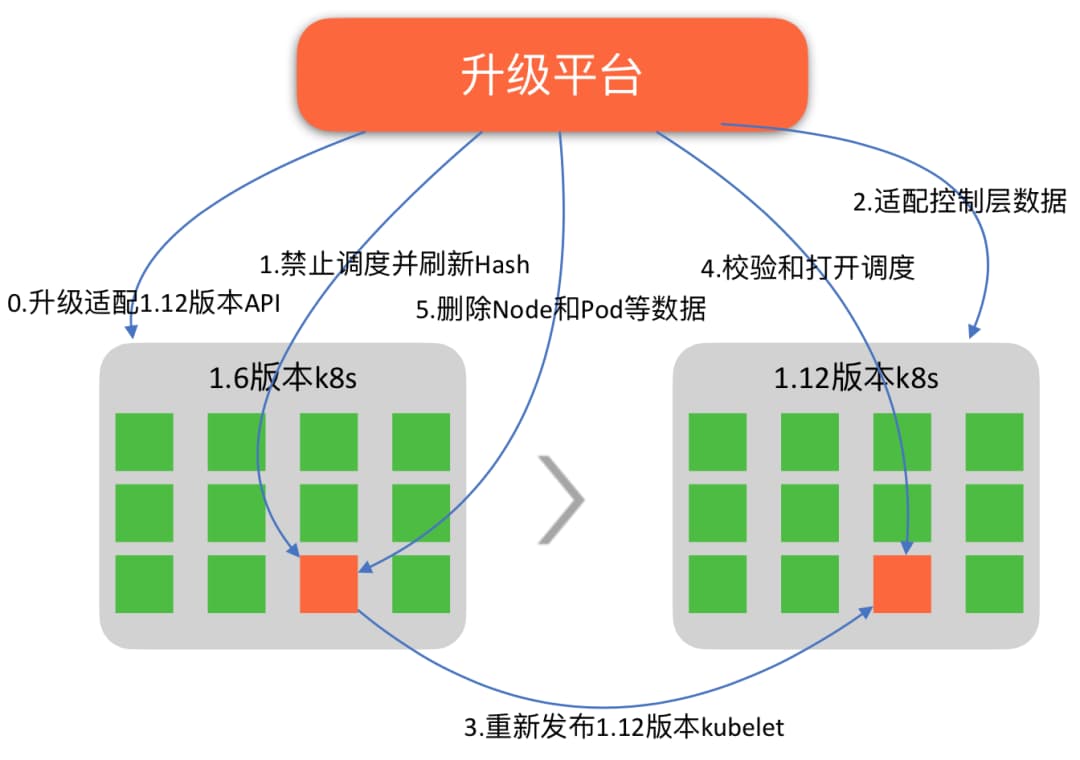 升级平台
2.适配控制层数据
1.禁止调度并刷新Hash
4.校验和打开调度
0.升级适配1.12版本API
5.删除Node和Pod等数据
1.6版本k8s
1.12版本k8s
3.重新发布1.12版本kubelet